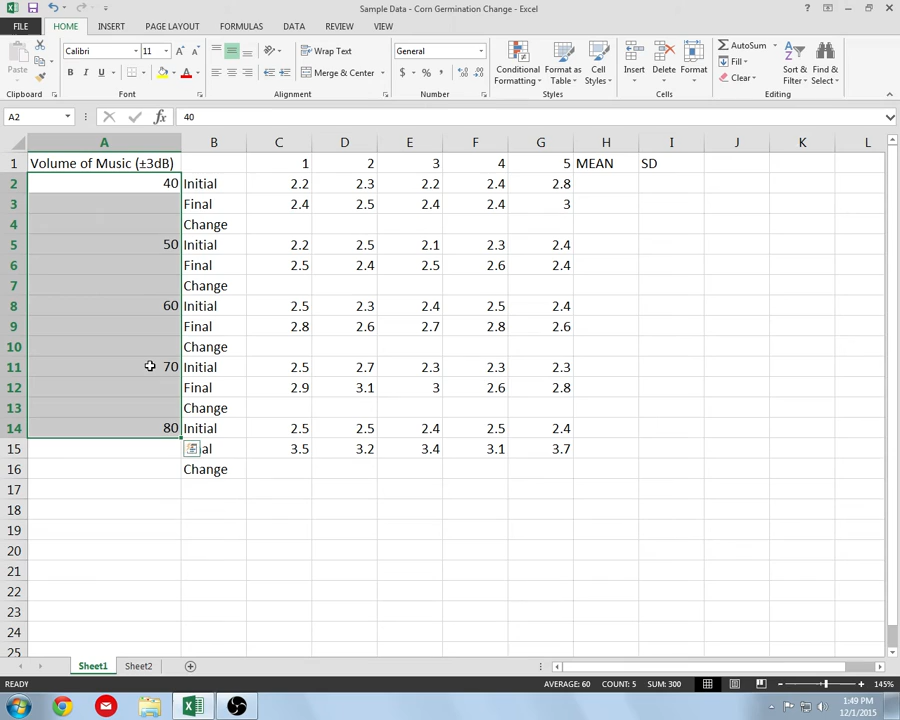 Sample Data - Corn Germination Change - Excel
FILE HOME INSERT PAGE LAYOUT FORMULAS DATA REVIEW VIEW
Paste
Calibri 11
B I U
Wrap Text
Merge & Center
General
$ % ,
Conditional Formatting
Format as Table
Cell Styles
Insert
Delete
Format
AutoSum
Fill
Clear
Sort & Filter
Find & Select
Clipboard Font Alignment Number Styles Cells Editing
A2 fx 40
A B C D E F G H I J K L
1 Volume of Music (±3dB) 1 2 3 4 5 MEAN SD
2 40 Initial 2.2 2.3 2.2 2.4 2.8
3 Final 2.4 2.5 2.4 2.4 3
4 Change
5 50 Initial 2.2 2.5 2.1 2.3 2.4
6 Final 2.5 2.4 2.5 2.6 2.4
7 Change
8 60 Initial 2.5 2.3 2.4 2.5 2.4
9 Final 2.8 2.6 2.7 2.8 2.6
10 Change
11 70 Initial 2.5 2.7 2.3 2.3 2.3
12 Final 2.9 3.1 3 2.6 2.8
13 Change
14 80 Initial 2.5 2.5 2.4 2.5 2.4
15 al 3.5 3.2 3.4 3.1 3.7
16 Change
17
18
19
20
21
22
23
24
25
Sheet1 Sheet2
READY AVERAGE: 60 COUNT: 5 SUM: 300 145%
1:49 PM
12/1/2015